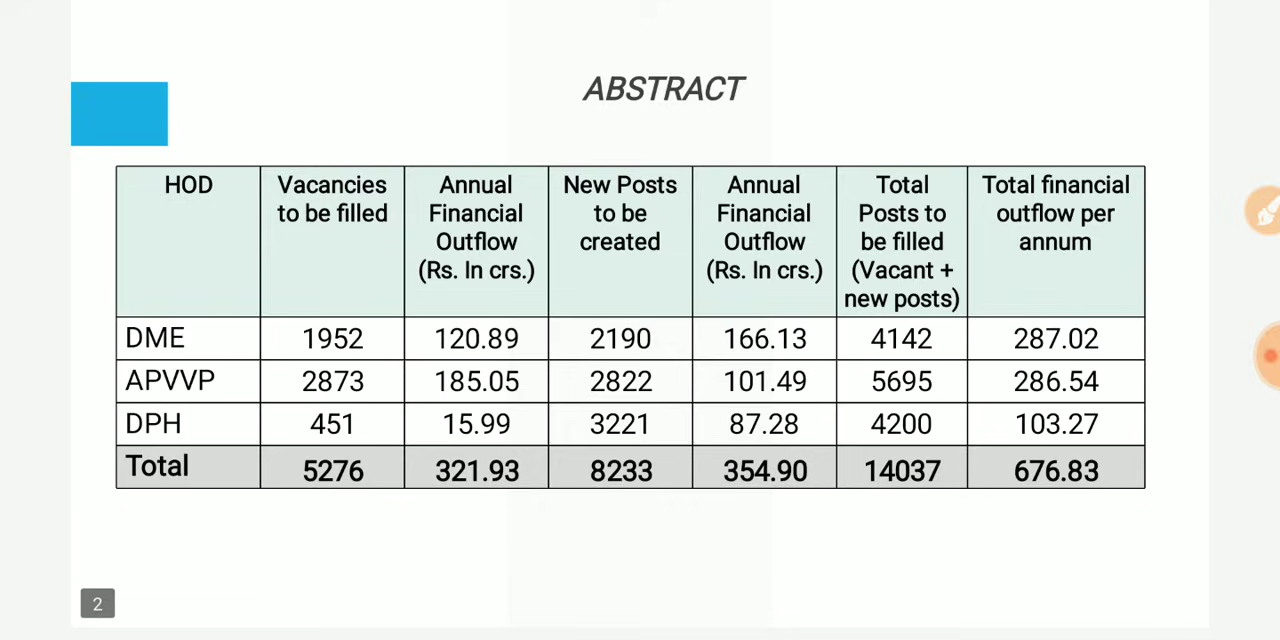 ABSTRACT
HOD
Vacancies
to be filled
Annual
Financial
Outflow
(Rs. In crs.)
New Posts
to be
created
Annual
Financial
Outflow
(Rs. In crs.)
Total
Posts to
be filled
(Vacant +
new posts)
Total financial
outflow per
annum
DME 1952 120.89 2190 166.13 4142 287.02
APVVP 2873 185.05 2822 101.49 5695 286.54
DPH 451 15.99 3221 87.28 4200 103.27
Total 5276 321.93 8233 354.90 14037 676.83
2